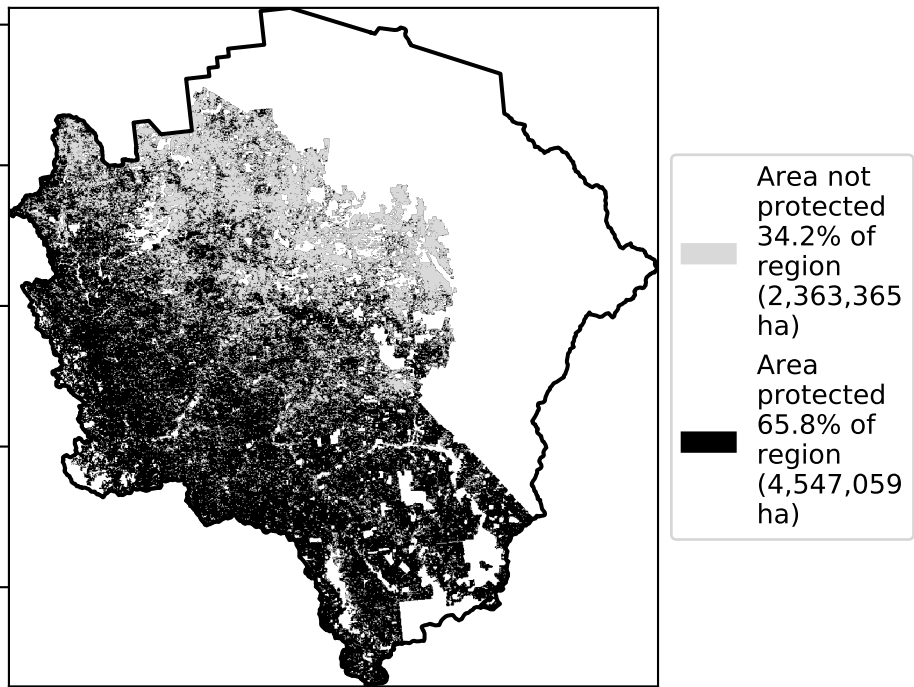 Area not
protected
34.2% of
region
(2,363,365
ha)
Area
protected
65.8% of
region
(4,547,059
ha)